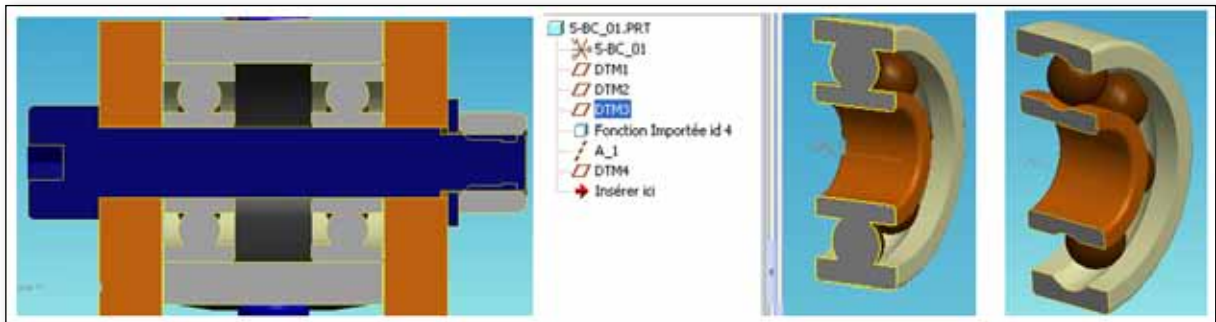 5-BC_01.PRT
5-BC_01
DTM1
DTM2
DTM3
Fonction Importée id 4
A_1
DTM4
Insérer ici